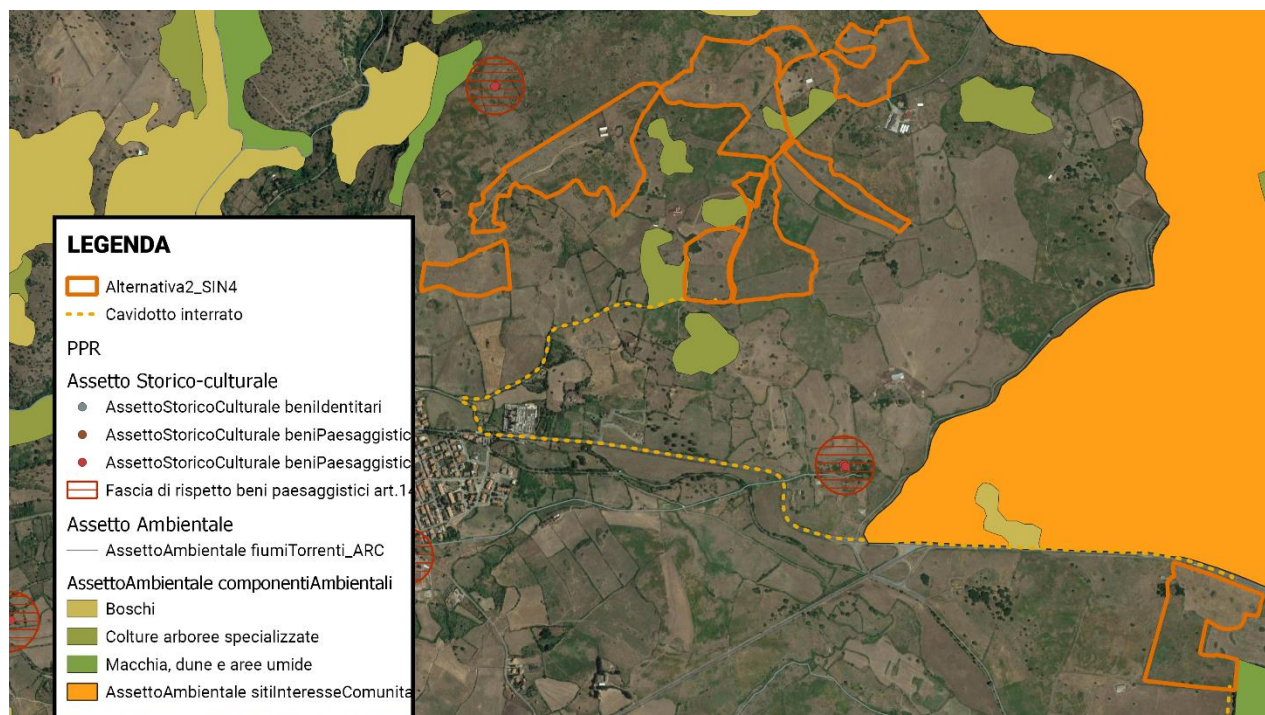 LEGENDA
Alternativa2_SIN4
Cavidotto interrato
PPR
Assetto Storico-culturale
AssettoStoricoCulturale beniIdentitari
AssettoStoricoCulturale beniPaesaggistic
AssettoStoricoCulturale beniPaesaggistic
Fascia di rispetto beni paesaggistici art.14
Assetto Ambientale
AssettoAmbientale fiumiTorrenti_ARC
AssettoAmbientale componentiAmbientali
Boschi
Colture arboree specializzate
Macchia, dune e aree umide
AssettoAmbientale sitiInteresseComunita